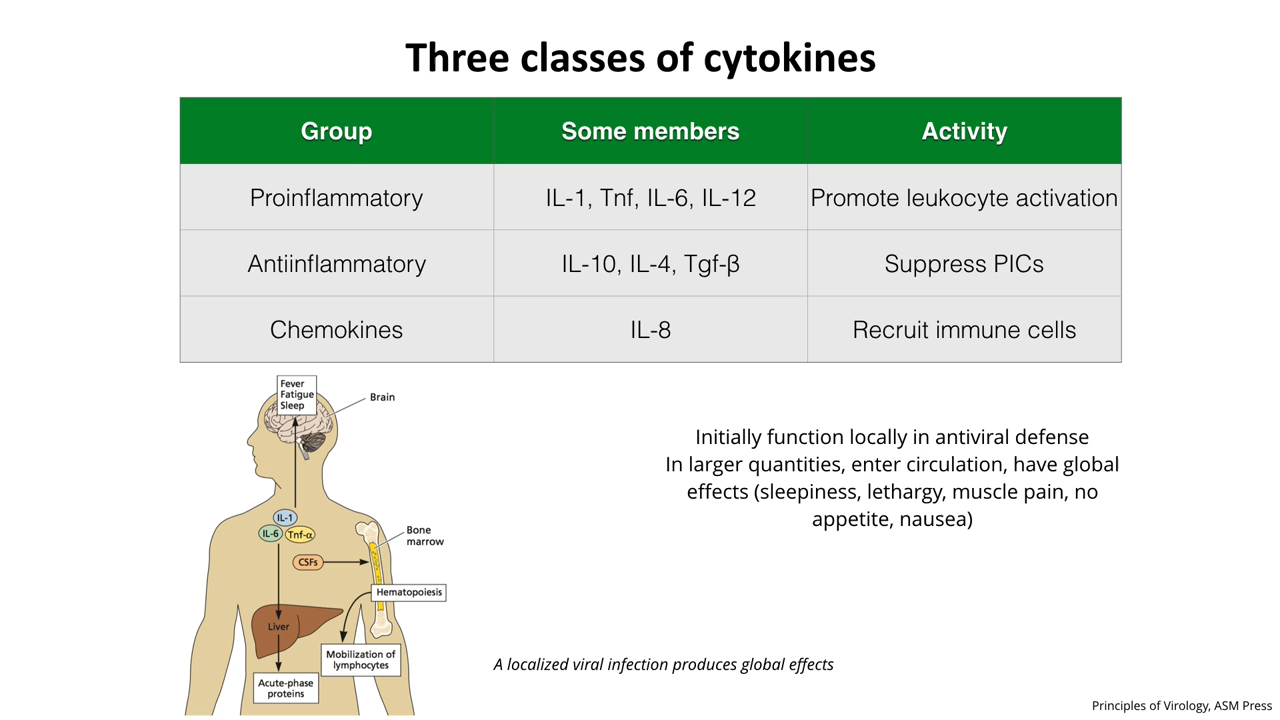 Three classes of cytokines
Group Some members Activity
Proinflammatory IL-1, Tnf, IL-6, IL-12 Promote leukocyte activation
Antiinflammatory IL-10, IL-4, Tgf-β Suppress PICs
Chemokines IL-8 Recruit immune cells
Fever
Fatigue
Sleep
Brain
IL-1
IL-6 Tnf-α
CSFs
Bone
marrow
Hematopoiesis
Liver
Mobilization of
lymphocytes
Acute-phase
proteins
Initially function locally in antiviral defense
In larger quantities, enter circulation, have global
effects (sleepiness, lethargy, muscle pain, no
appetite, nausea)
A localized viral infection produces global effects
Principles of Virology, ASM Press